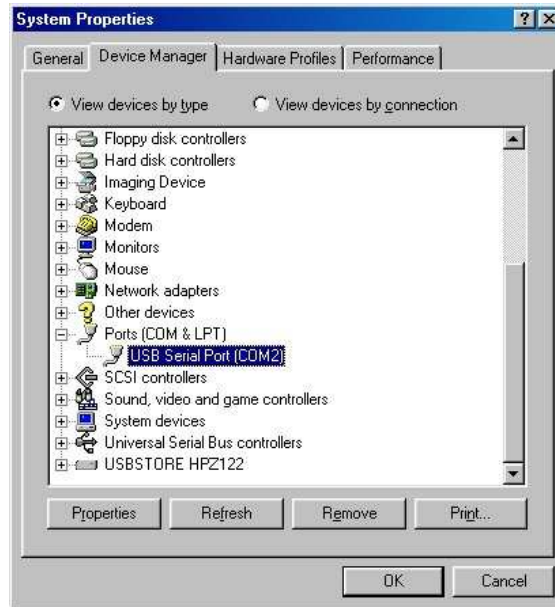 System Properties
General Device Manager Hardware Profiles Performance
View devices by type View devices by connection
Floppy disk controllers
Hard disk controllers
Imaging Device
Keyboard
Modem
Monitors
Mouse
Network adapters
Other devices
Ports (COM & LPT)
USB Serial Port (COM2)
SCSI controllers
Sound, video and game controllers
System devices
Universal Serial Bus controllers
USBSTORE HPZ122
Properties Refresh Remove Print...
OK Cancel